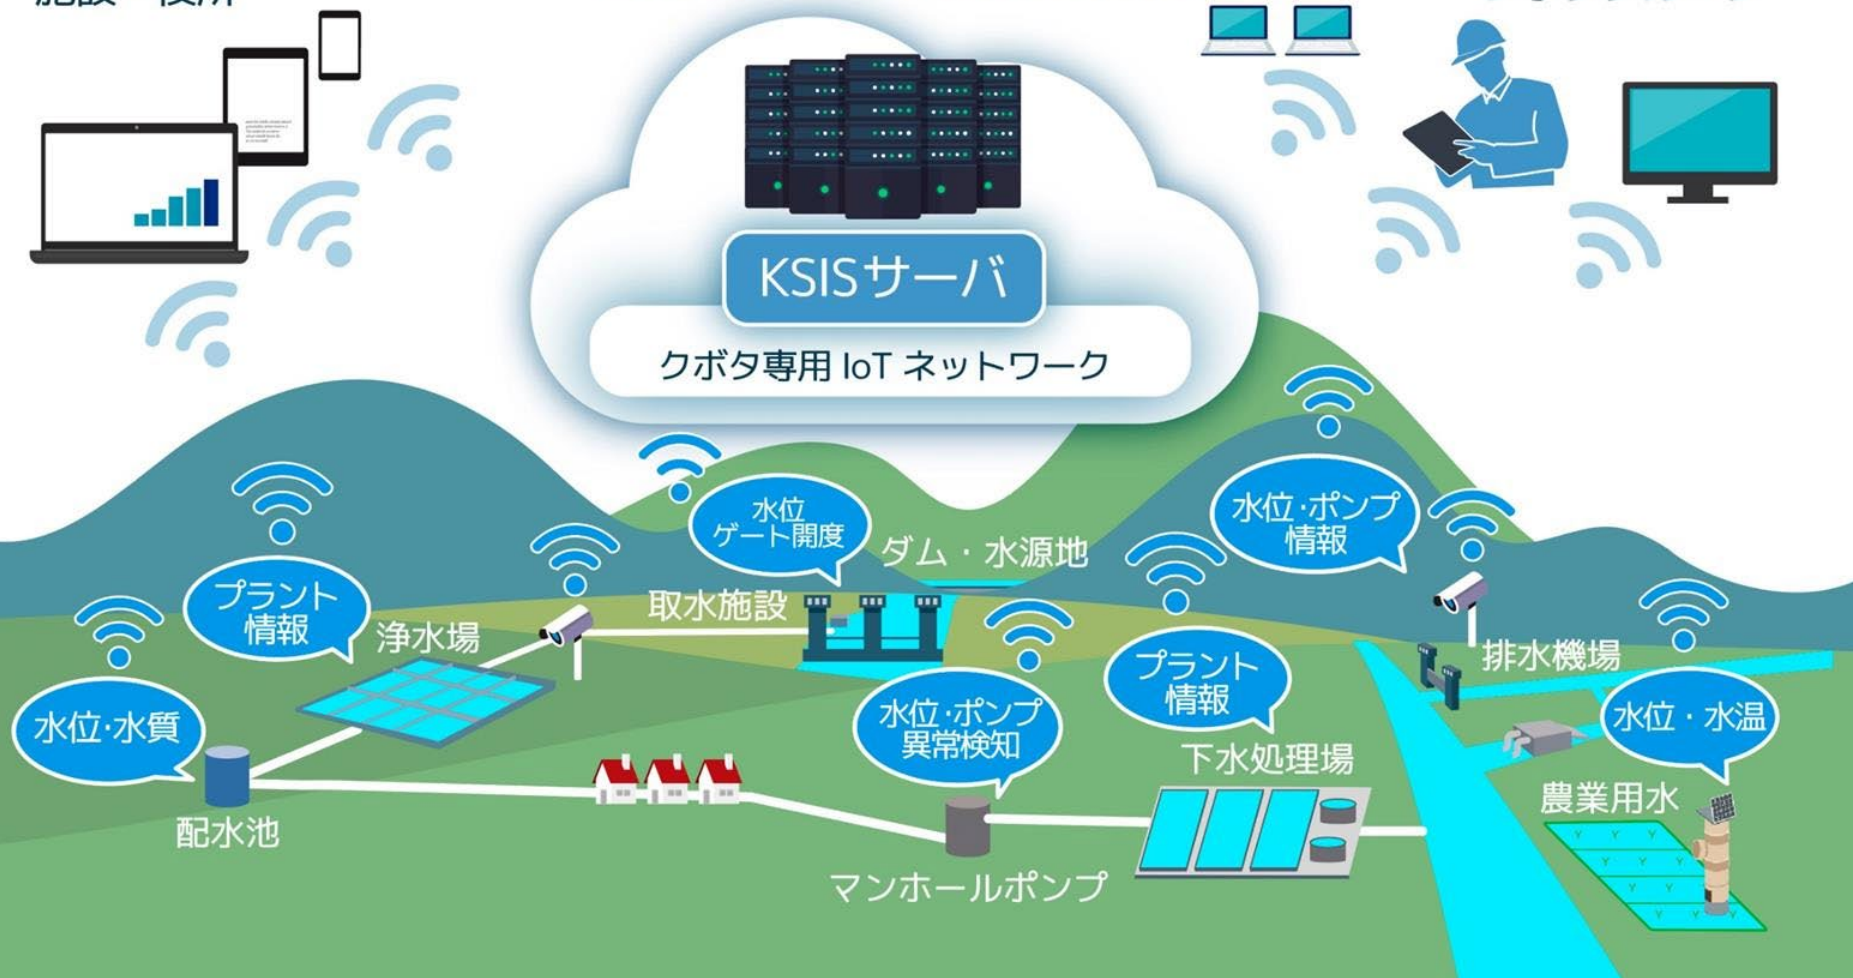 KSISサーバ
クボタ専用 IoT ネットワーク
水位・ポンプ
情報
水位
ゲート開度
ダム・水源地
プラント
情報
取水施設
浄水場
排水機場
プラント
情報
水位・水質
水位・ポンプ
異常検知
水位・水温
下水処理場
農業用水
配水池
マンホールポンプ